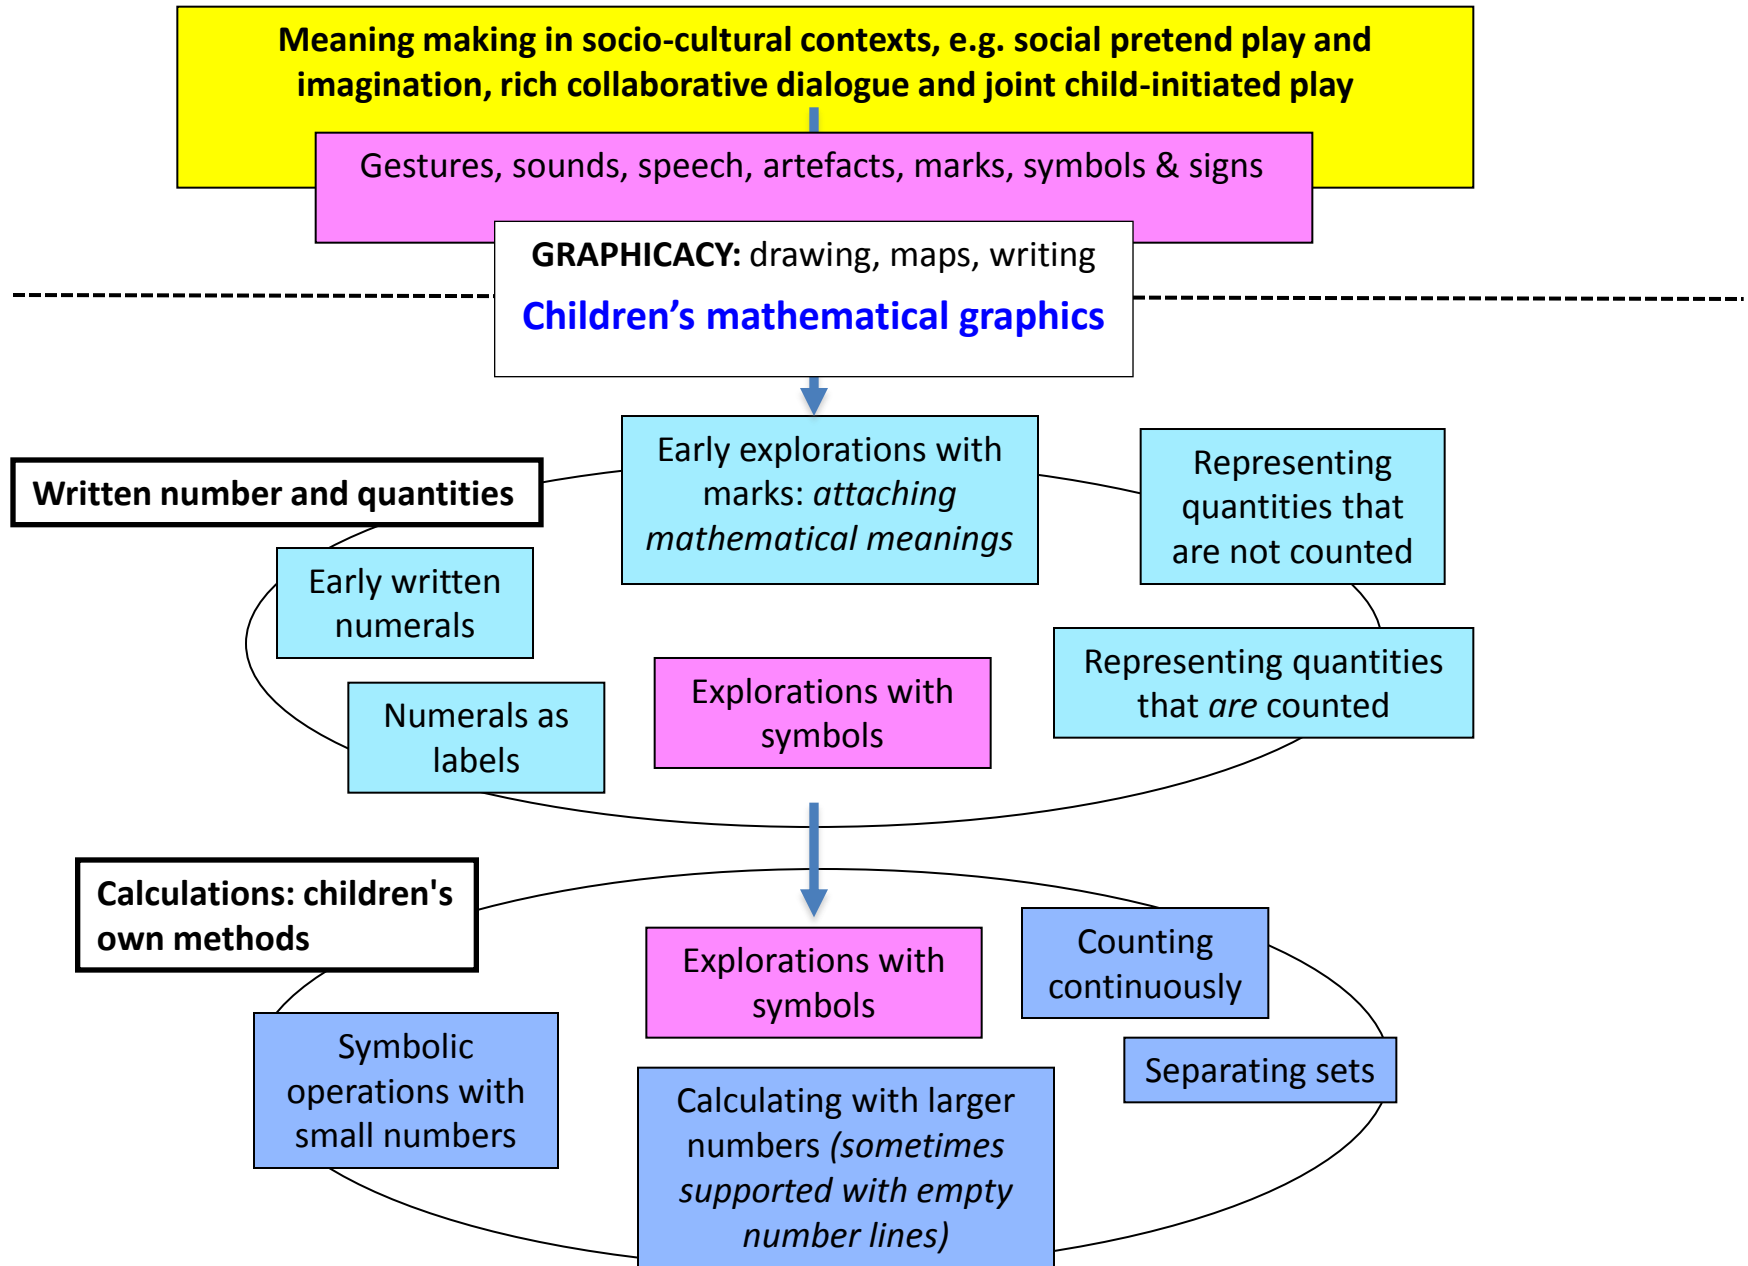 Meaning making in socio-cultural contexts, e.g. social pretend play and
imagination, rich collaborative dialogue and joint child-initiated play
Gestures, sounds, speech, artefacts, marks, symbols & signs
GRAPHICACY: drawing, maps, writing
Children’s mathematical graphics
Written number and quantities
Early explorations with
marks: attaching
mathematical meanings
Representing
quantities that
are not counted
Early written
numerals
Representing quantities
that are counted
Explorations with
symbols
Numerals as
labels
Calculations: children's
own methods
Explorations with
symbols
Counting
continuously
Symbolic
operations with
small numbers
Separating sets
Calculating with larger
numbers (sometimes
supported with empty
number lines)